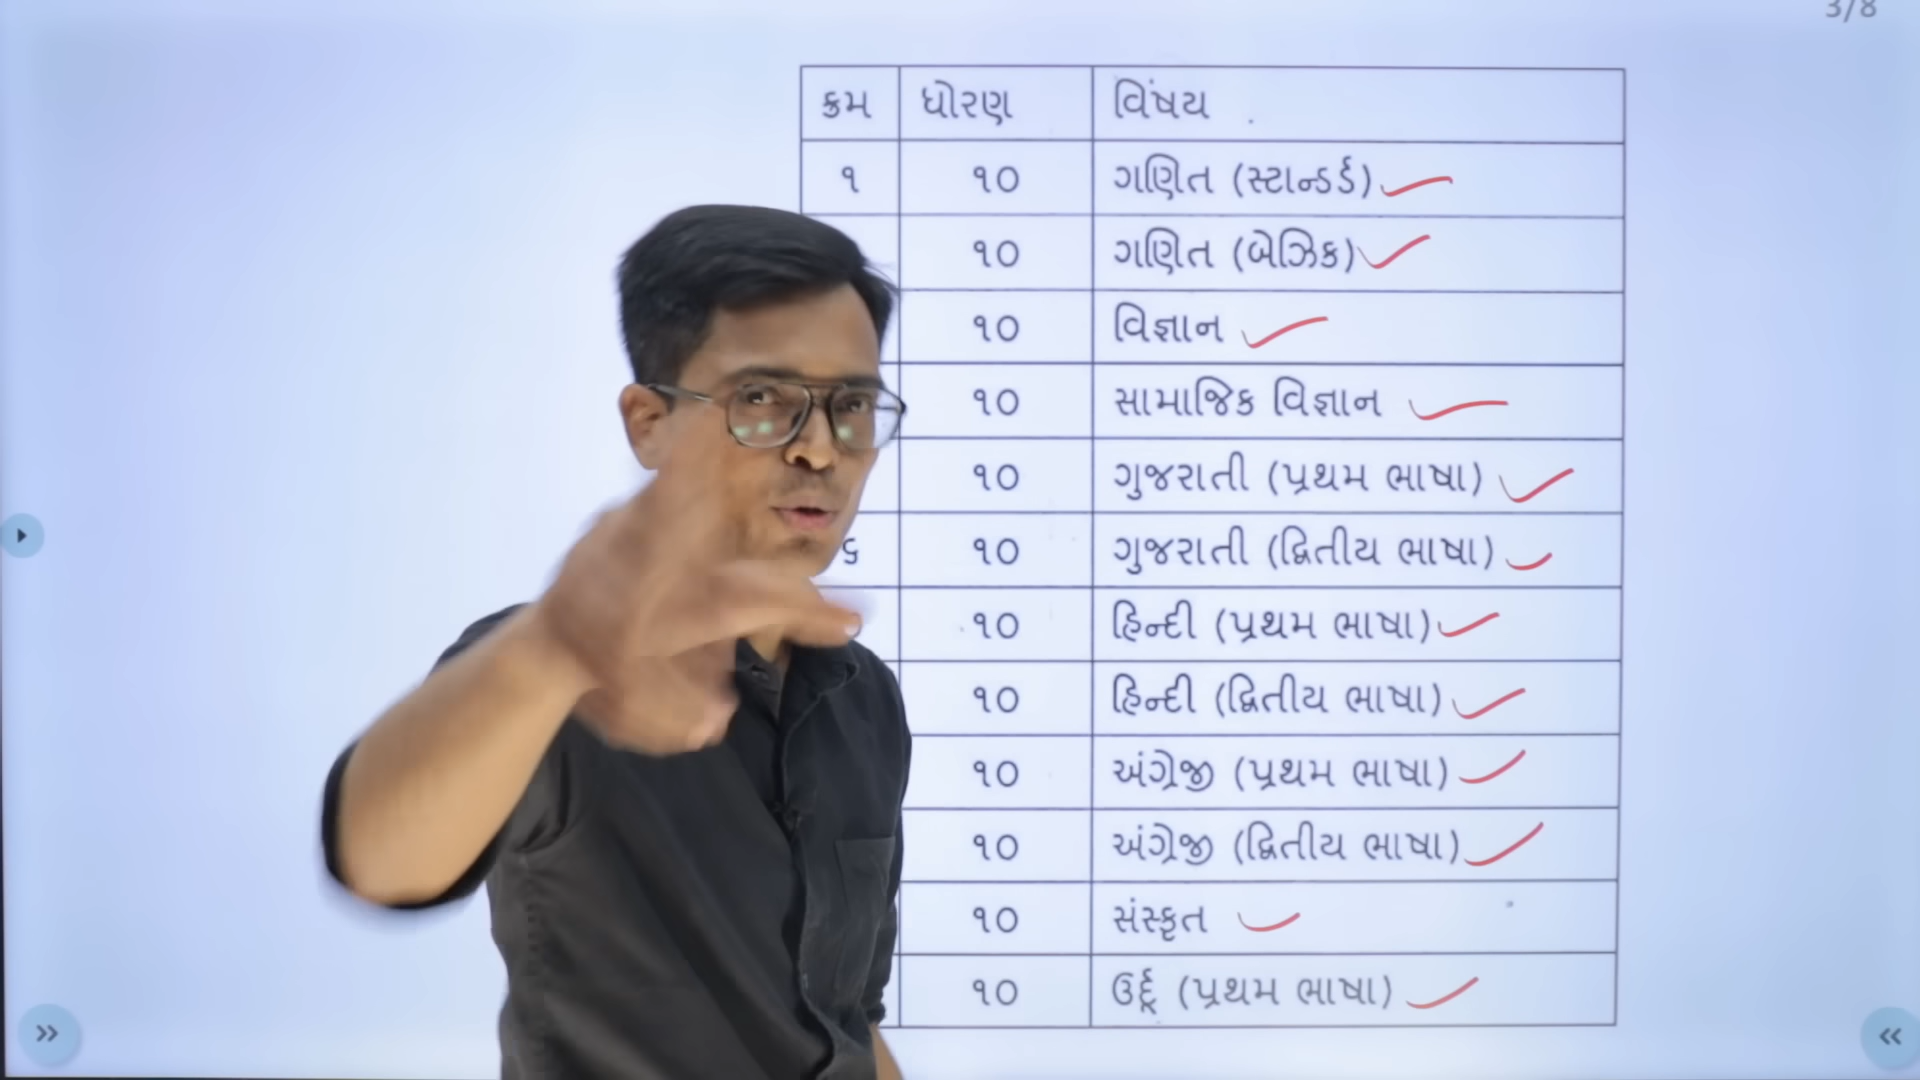 3/8
ક્રમ ધોરણ વિષય
૧ ૧૦ ગણિત (સ્ટાન્ડર્ડ)
૧૦ ગણિત (બેઝિક)
૧૦ વિજ્ઞાન
૧૦ સામાજિક વિજ્ઞાન
૧૦ ગુજરાતી (પ્રથમ ભાષા)
૬ ૧૦ ગુજરાતી (દ્વિતીય ભાષા)
૧૦ હિન્દી (પ્રથમ ભાષા)
૧૦ હિન્દી (દ્વિતીય ભાષા)
૧૦ અંગ્રેજી (પ્રથમ ભાષા)
૧૦ અંગ્રેજી (દ્વિતીય ભાષા)
૧૦ સંસ્કૃત
૧૦ ઉર્દૂ (પ્રથમ ભાષા)